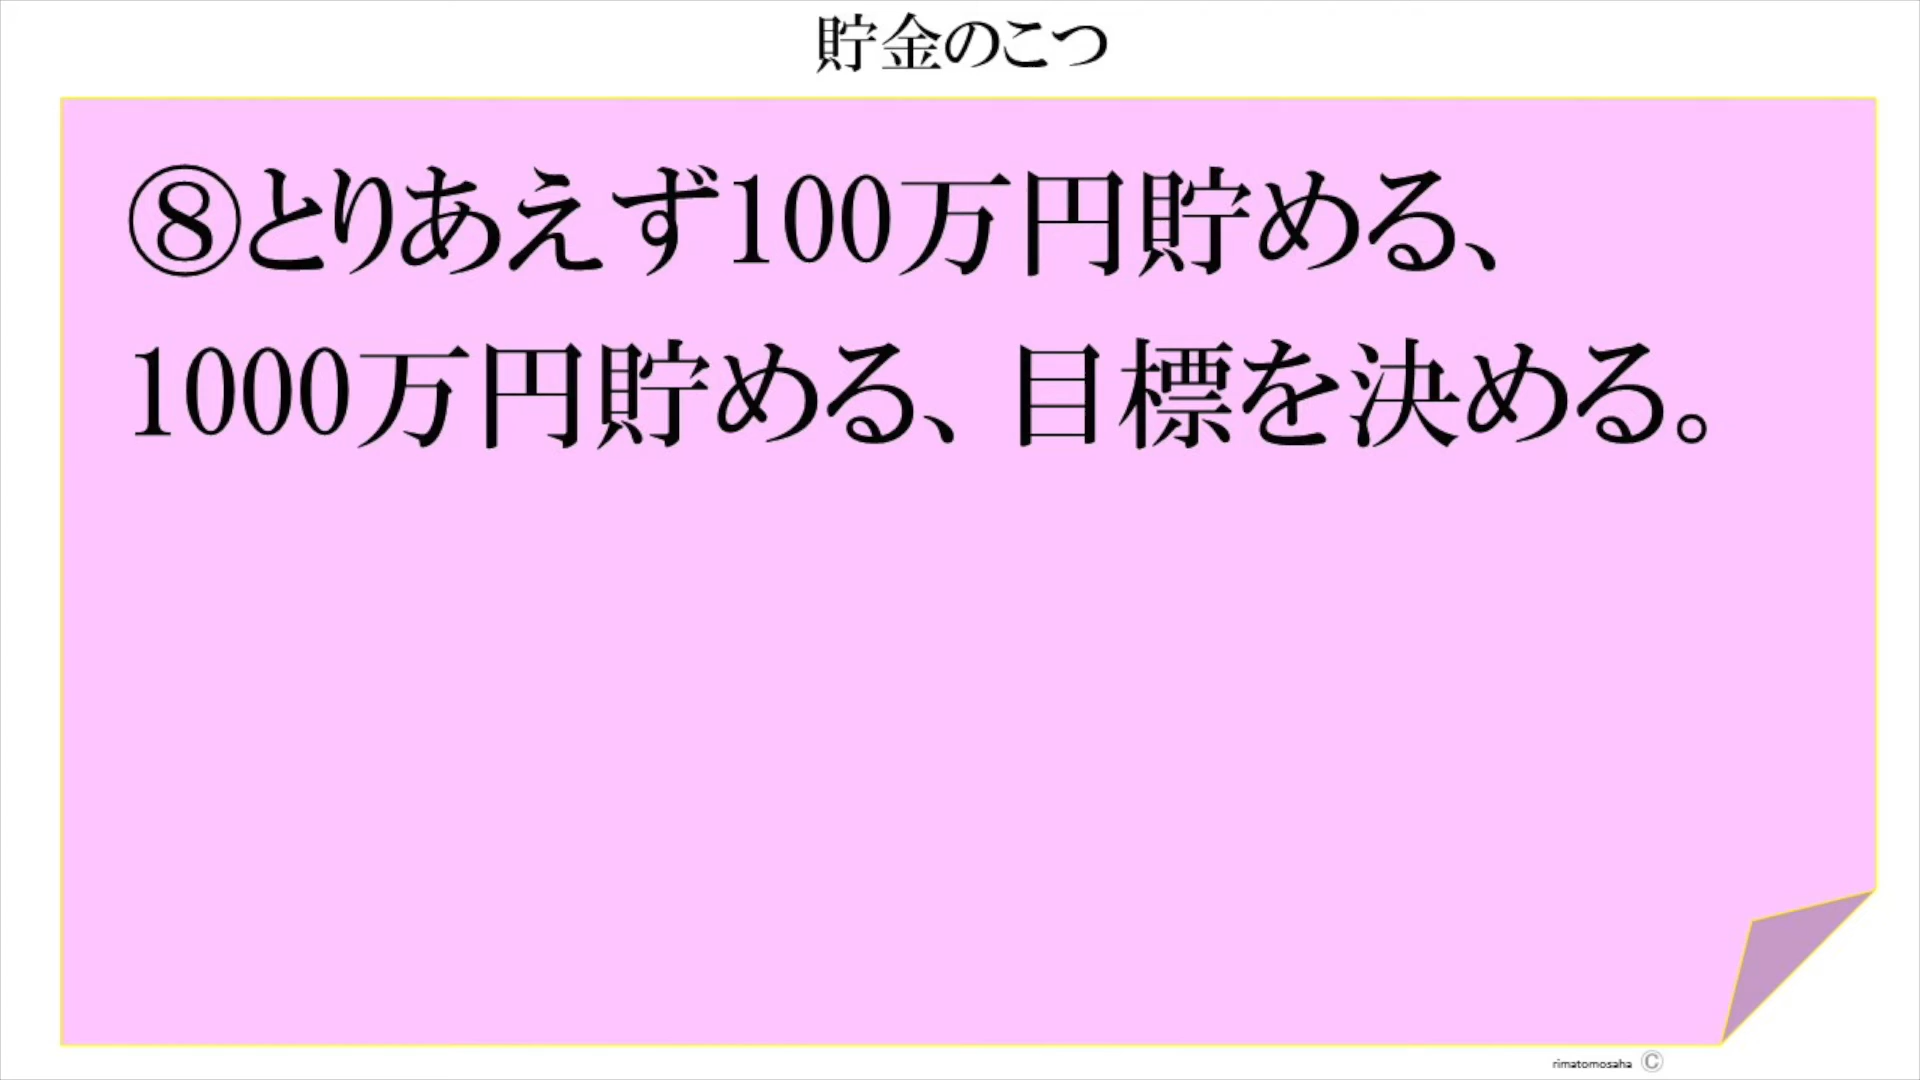 貯金のこつ
⑧とりあえず100万円貯める、
1000万円貯める、目標を決める。
rimatomosaha ©